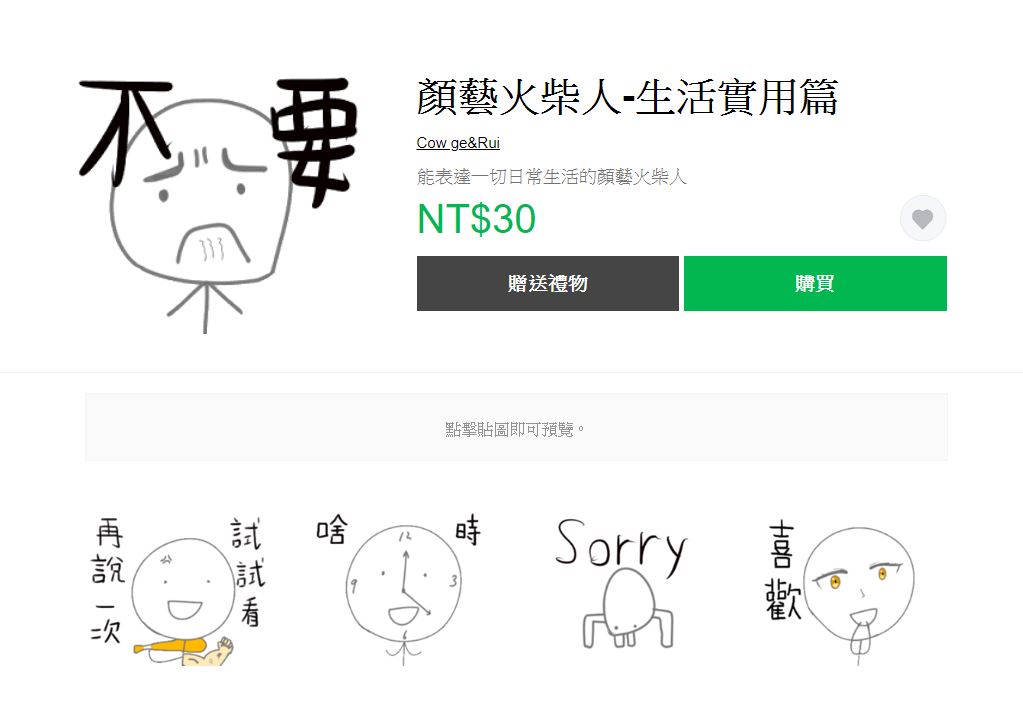 不要
顏藝火柴人-生活實用篇
Cow ge&Rui
能表達一切日常生活的顏藝火柴人
NT$30
贈送禮物
購買
點擊貼圖即可預覽。
再說一次
試試看
啥時
12
9
3
6
Sorry
喜歡